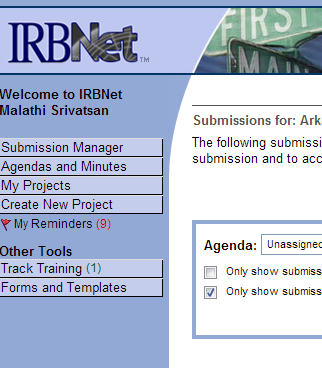 IRBNet™
FIRST
Welcome to IRBNet
Malathi Srivatsan
Submission Manager
Agendas and Minutes
My Projects
Create New Project
My Reminders (9)
Other Tools
Track Training (1)
Forms and Templates
Submissions for: Ark
The following submissi
submission and to acc
Agenda: Unassigned
Only show submiss
Only show submiss